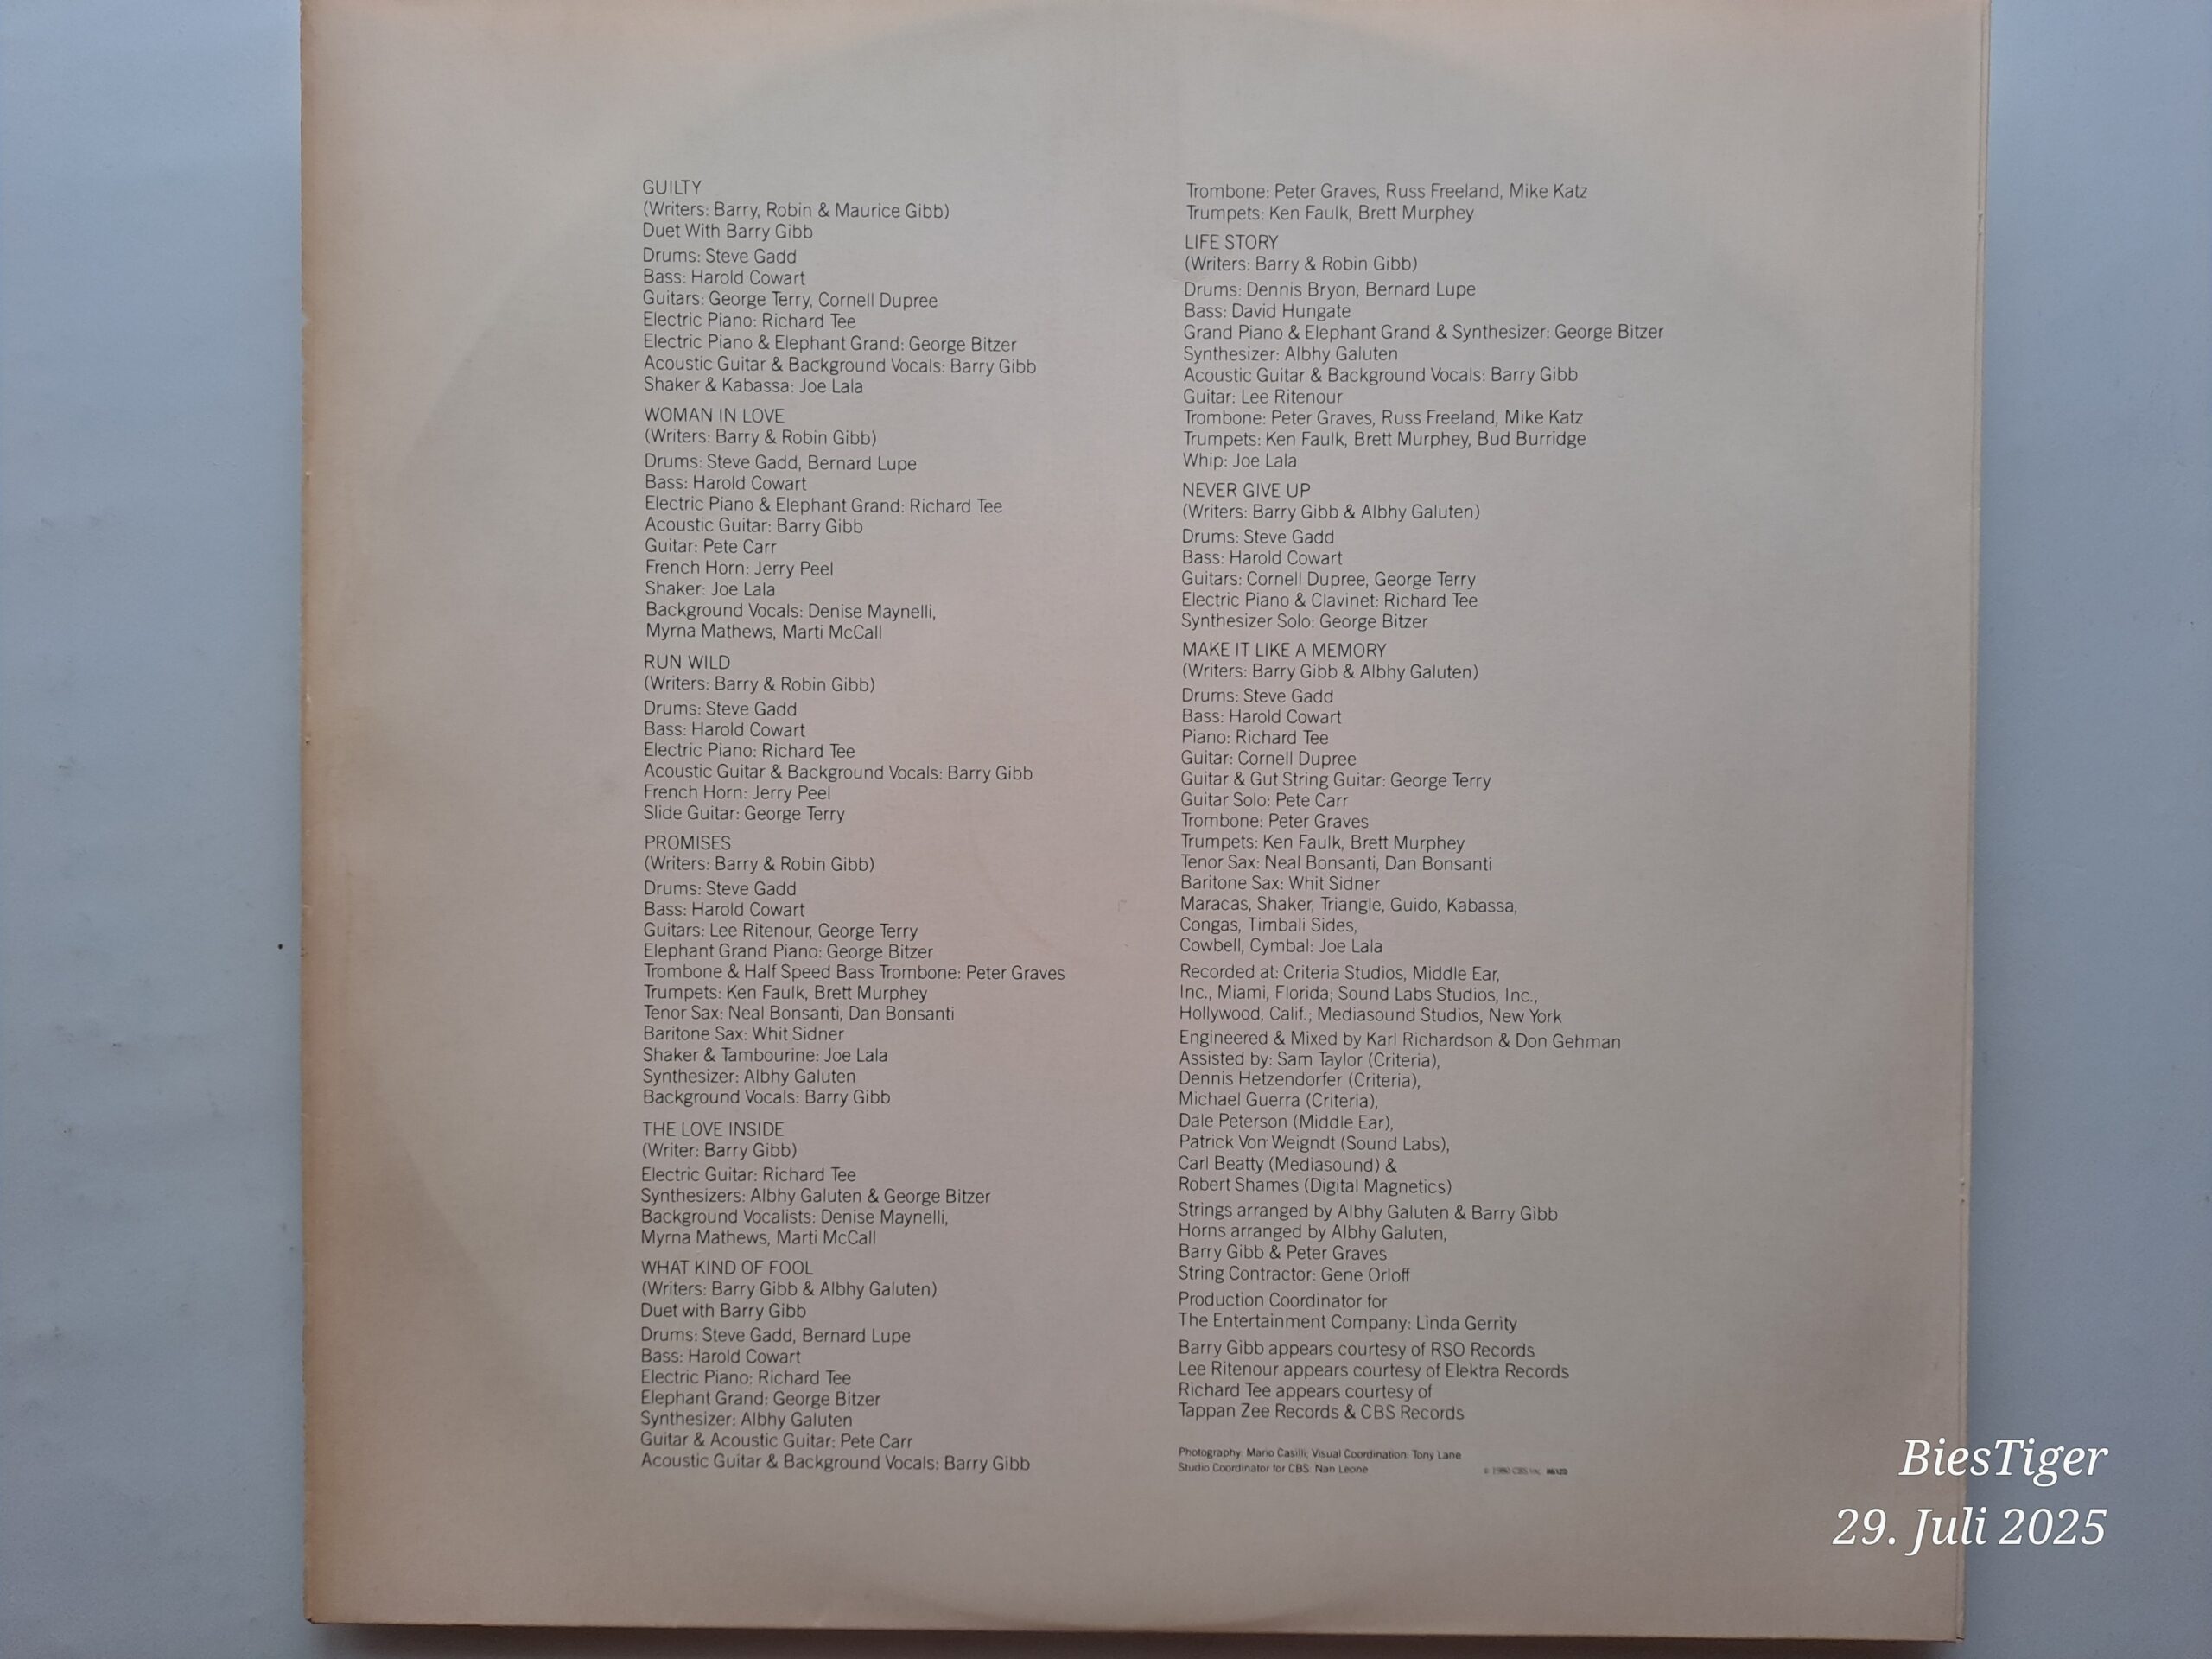 GUILTY
(Writers: Barry, Robin & Maurice Gibb)
Duet With Barry Gibb
Drums: Steve Gadd
Bass: Harold Cowart
Guitars: George Terry, Cornell Dupree
Electric Piano: Richard Tee
Electric Piano & Elephant Grand: George Bitzer
Acoustic Guitar & Background Vocals: Barry Gibb
Shaker & Kabassa: Joe Lala
WOMAN IN LOVE
(Writers: Barry & Robin Gibb)
Drums: Steve Gadd, Bernard Lupe
Bass: Harold Cowart
Electric Piano & Elephant Grand: Richard Tee
Acoustic Guitar: Barry Gibb
Guitar: Pete Carr
French Horn: Jerry Peel
Shaker: Joe Lala
Background Vocals: Denise Maynelli,
Myrna Mathews, Marti McCall
RUN WILD
(Writers: Barry & Robin Gibb)
Drums: Steve Gadd
Bass: Harold Cowart
Electric Piano: Richard Tee
Acoustic Guitar & Background Vocals: Barry Gibb
French Horn: Jerry Peel
Slide Guitar: George Terry
PROMISES
(Writers: Barry & Robin Gibb)
Drums: Steve Gadd
Bass: Harold Cowart
Guitars: Lee Ritenour, George Terry
Elephant Grand Piano: George Bitzer
Trombone & Half Speed Bass Trombone: Peter Graves
Trumpets: Ken Faulk, Brett Murphey
Tenor Sax: Neal Bonsanti, Dan Bonsanti
Baritone Sax: Whit Sidner
Shaker & Tambourine: Joe Lala
Synthesizer: Albhy Galuten
Background Vocals: Barry Gibb
THE LOVE INSIDE
(Writer: Barry Gibb)
Electric Guitar: Richard Tee
Synthesizers: Albhy Galuten & George Bitzer
Background Vocalists: Denise Maynelli,
Myrna Mathews, Marti McCall
WHAT KIND OF FOOL
(Writers: Barry Gibb & Albhy Galuten)
Duet with Barry Gibb
Drums: Steve Gadd, Bernard Lupe
Bass: Harold Cowart
Electric Piano: Richard Tee
Elephant Grand: George Bitzer
Synthesizer: Albhy Galuten
Guitar & Acoustic Guitar: Pete Carr
Acoustic Guitar & Background Vocals: Barry Gibb
Trombone: Peter Graves, Russ Freeland, Mike Katz
Trumpets: Ken Faulk, Brett Murphey
LIFE STORY
(Writers: Barry & Robin Gibb)
Drums: Dennis Bryon, Bernard Lupe
Bass: David Hungate
Grand Piano & Elephant Grand & Synthesizer: George Bitzer
Synthesizer: Albhy Galuten
Acoustic Guitar & Background Vocals: Barry Gibb
Guitar: Lee Ritenour
Trombone: Peter Graves, Russ Freeland, Mike Katz
Trumpets: Ken Faulk, Brett Murphey, Bud Burridge
Whip: Joe Lala
NEVER GIVE UP
(Writers: Barry Gibb & Albhy Galuten)
Drums: Steve Gadd
Bass: Harold Cowart
Guitars: Cornell Dupree, George Terry
Electric Piano & Clavinet: Richard Tee
Synthesizer Solo: George Bitzer
MAKE IT LIKE A MEMORY
(Writers: Barry Gibb & Albhy Galuten)
Drums: Steve Gadd
Bass: Harold Cowart
Piano: Richard Tee
Guitar: Cornell Dupree
Guitar & Gut String Guitar: George Terry
Guitar Solo: Pete Carr
Trombone: Peter Graves
Trumpets: Ken Faulk, Brett Murphey
Tenor Sax: Neal Bonsanti, Dan Bonsanti
Baritone Sax: Whit Sidner
Maracas, Shaker, Triangle, Guido, Kabassa,
Congas, Timbali Sides,
Cowbell, Cymbal: Joe Lala
Recorded at: Criteria Studios, Middle Ear,
Inc., Miami, Florida; Sound Labs Studios, Inc.,
Hollywood, Calif.; Mediasound Studios, New York
Engineered & Mixed by Karl Richardson & Don Gehman
Assisted by: Sam Taylor (Criteria),
Dennis Hetzendorfer (Criteria),
Michael Guerra (Criteria),
Dale Peterson (Middle Ear),
Patrick Von Weigndt (Sound Labs),
Carl Beatty (Mediasound) &
Robert Shames (Digital Magnetics)
Strings arranged by Albhy Galuten & Barry Gibb
Horns arranged by Albhy Galuten,
Barry Gibb & Peter Graves
String Contractor: Gene Orloff
Production Coordinator for
The Entertainment Company: Linda Gerrity
Barry Gibb appears courtesy of RSO Records
Lee Ritenour appears courtesy of Elektra Records
Richard Tee appears courtesy of
Tappan Zee Records & CBS Records
Photography: Mario Casilli; Visual Coordination: Tony Lane
Studio Coordinator for CBS: Nan Leone
© 1980 CBS Inc.
BiesTiger
29. Juli 2025